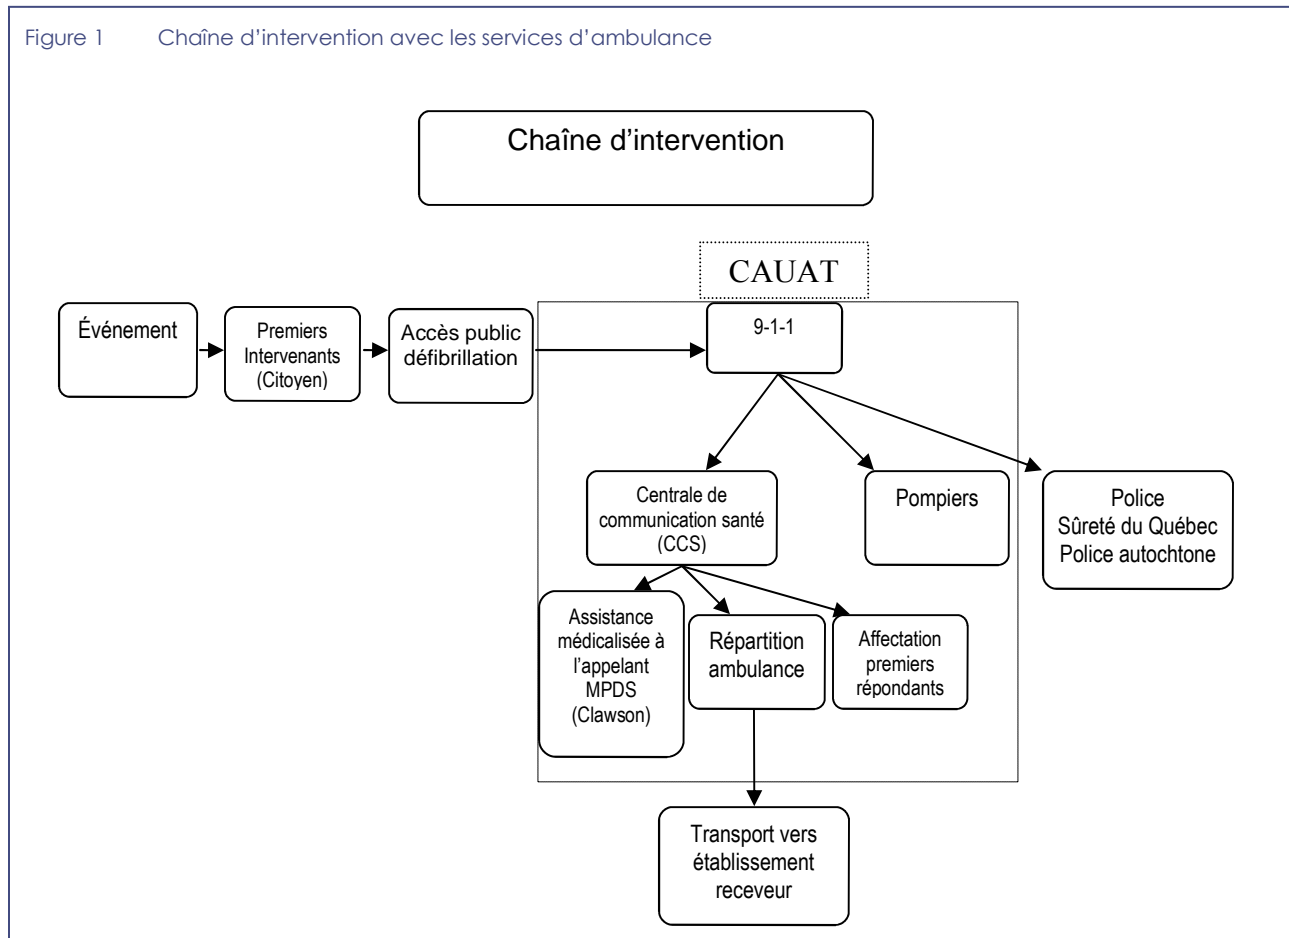 Figure 1 Chaîne d’intervention avec les services d’ambulance
Chaîne d’intervention
CAUAT
Événement
Premiers
Intervenants
(Citoyen)
Accès public
défibrillation
9-1-1
Centrale de
communication santé
(CCS)
Pompiers
Police
Sûreté du Québec
Police autochtone
Assistance
médicalisée à
l’appelant
MPDS
(Clawson)
Répartition
ambulance
Affectation
premiers
répondants
Transport vers
établissement
receveur